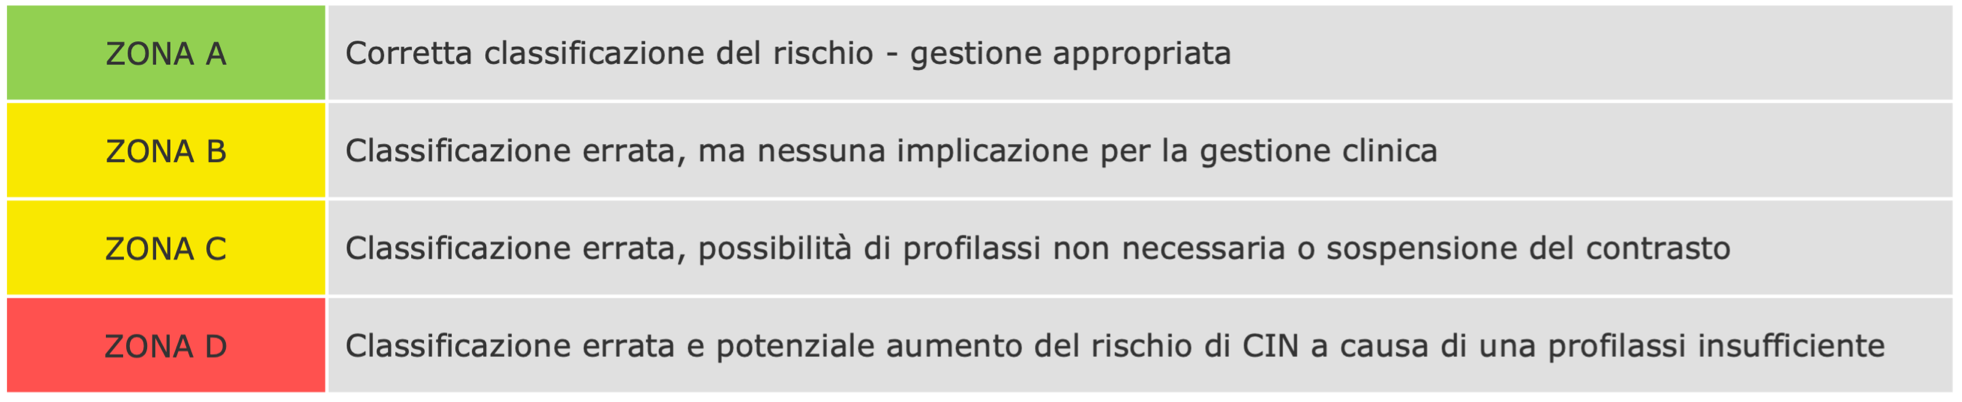 ZONA A Corretta classificazione del rischio - gestione appropriata
ZONA B Classificazione errata, ma nessuna implicazione per la gestione clinica
ZONA C Classificazione errata, possibilità di profilassi non necessaria o sospensione del contrasto
ZONA D Classificazione errata e potenziale aumento del rischio di CIN a causa di una profilassi insufficiente